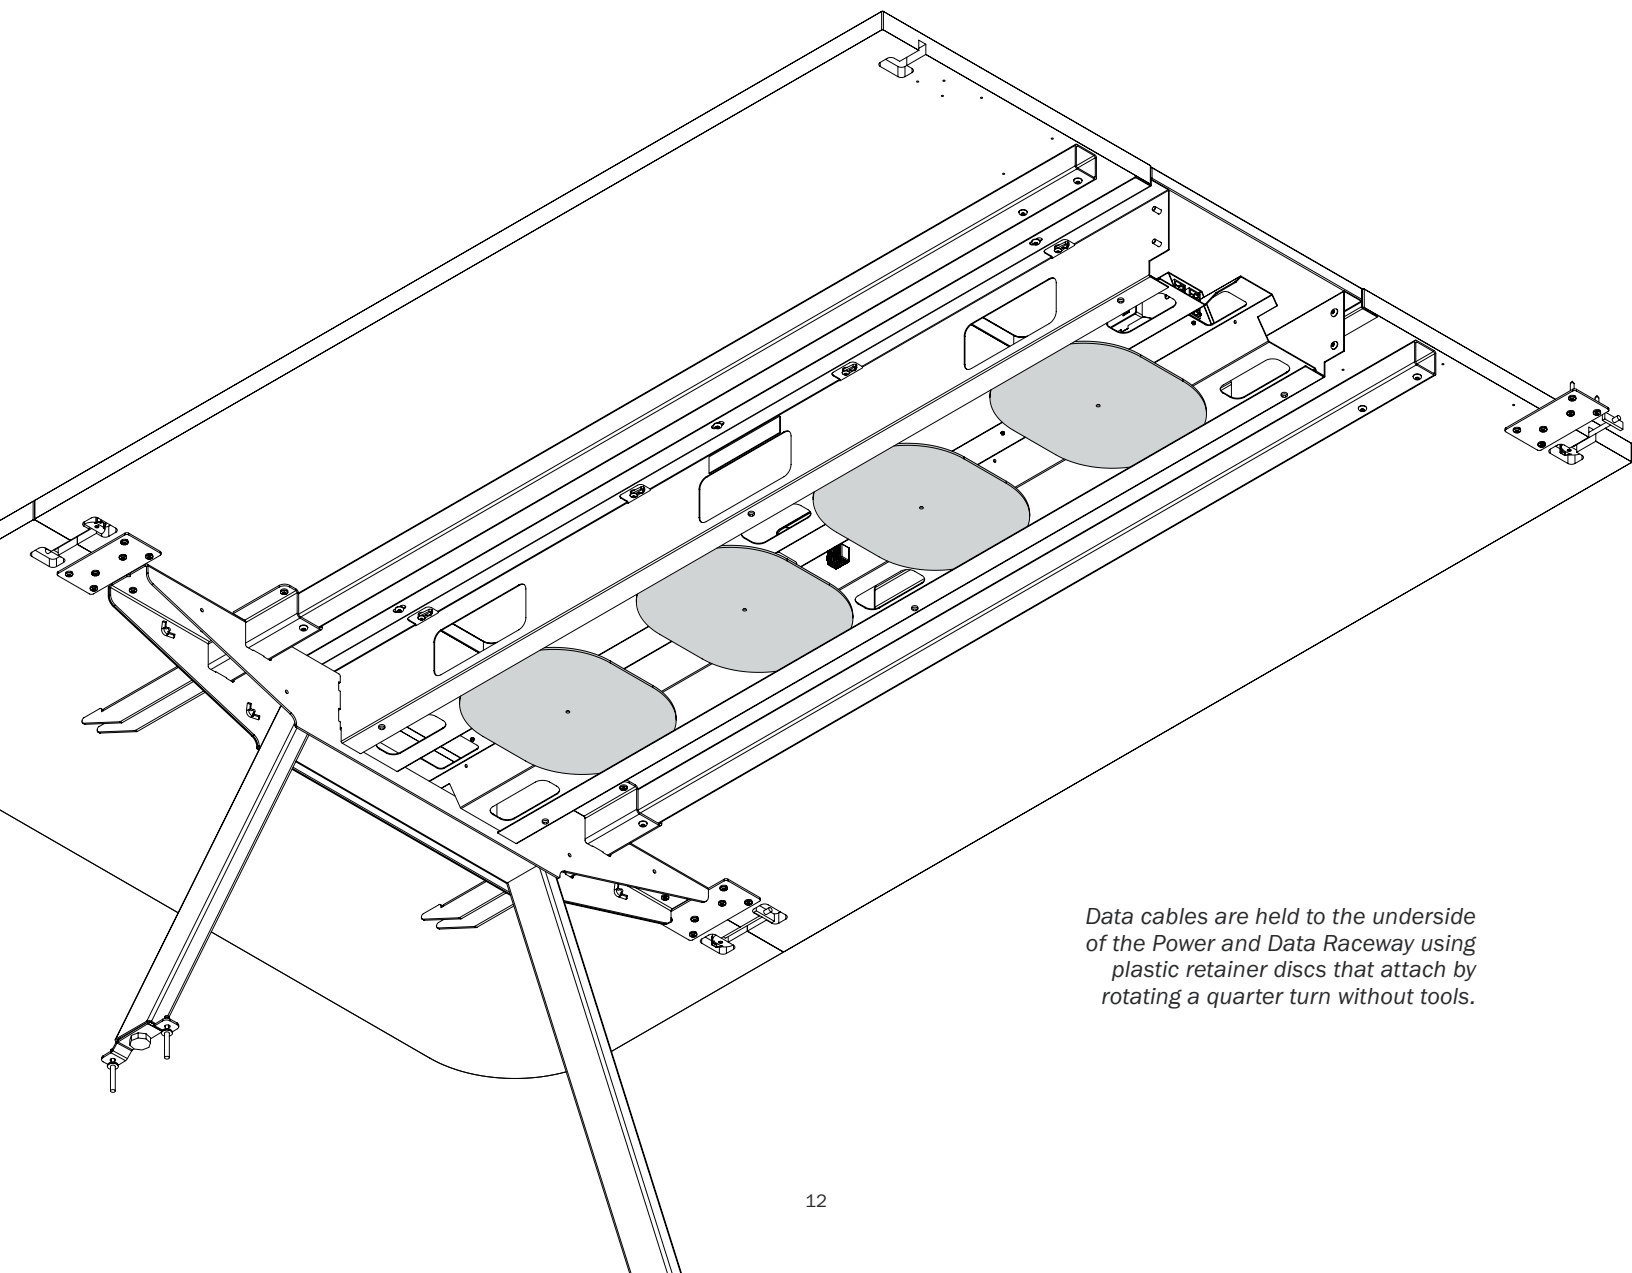 Data cables are held to the underside
of the Power and Data Raceway using
plastic retainer discs that attach by
rotating a quarter turn without tools.
12